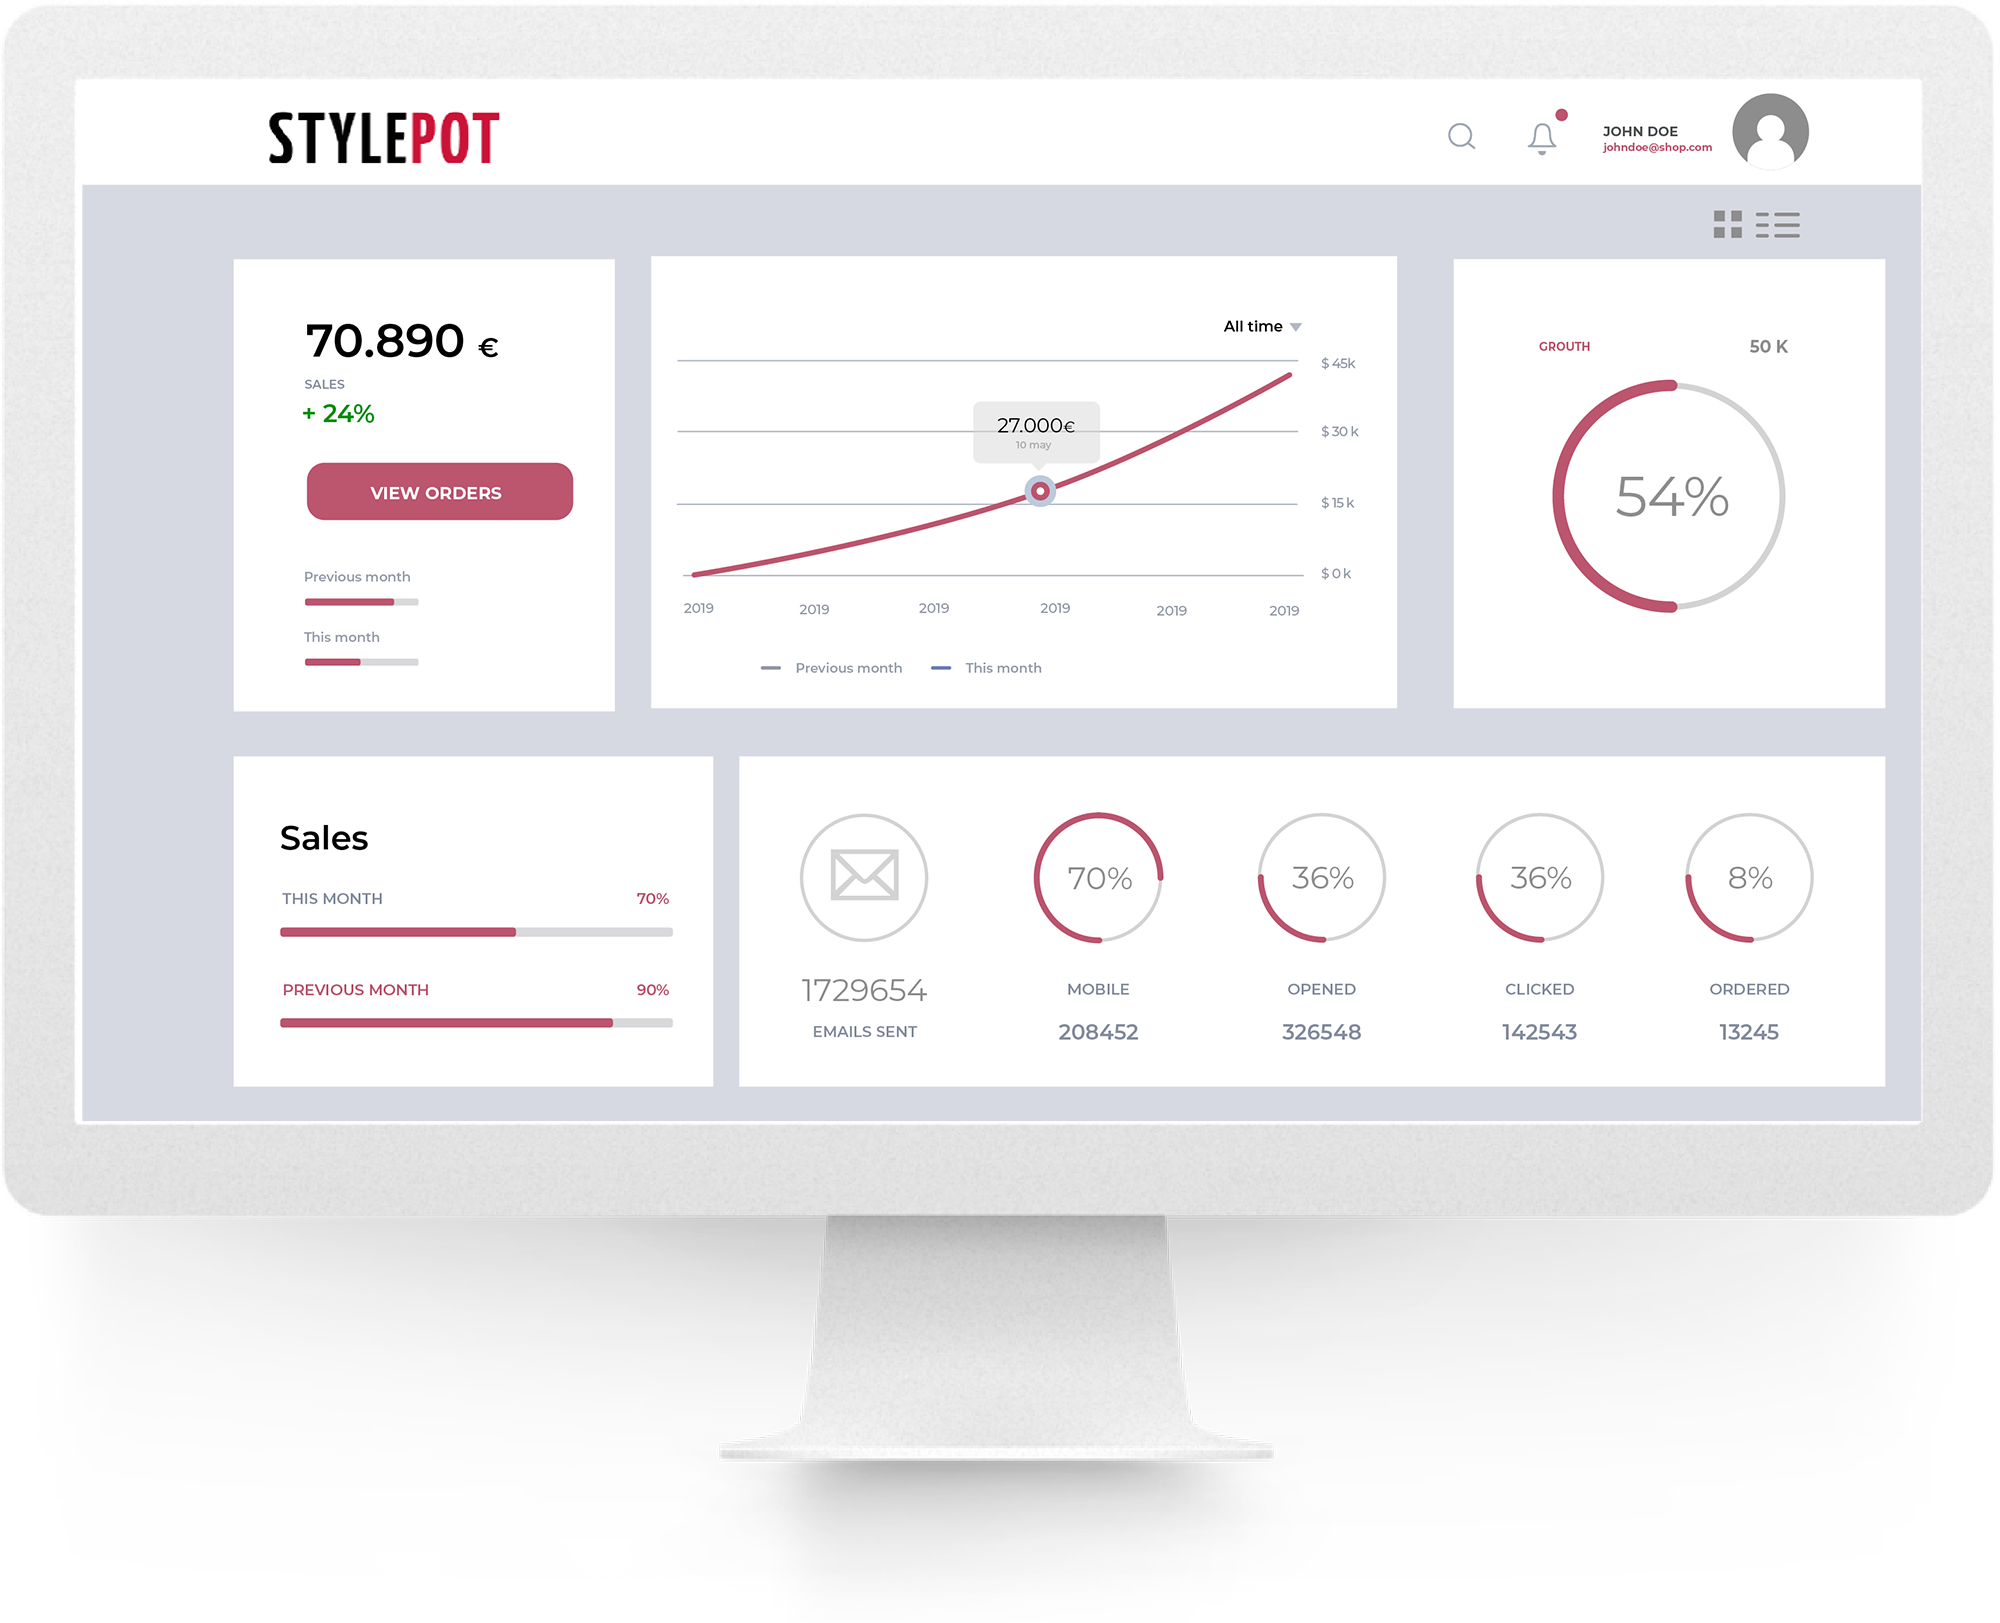 STYLEPOT
JOHN DOE
johndoe@shop.com
70.890 €
SALES
+ 24%
VIEW ORDERS
Previous month
This month
All time
$ 45k
$ 30 k
$ 15 k
$ 0 k
27.000€
10 may
2019 2019 2019 2019 2019 2019
Previous month This month
GROUTH 50 K
54%
Sales
THIS MONTH 70%
PREVIOUS MONTH 90%
70% 36% 36% 8%
1729654
EMAILS SENT
MOBILE OPENED CLICKED ORDERED
208452 326548 142543 13245